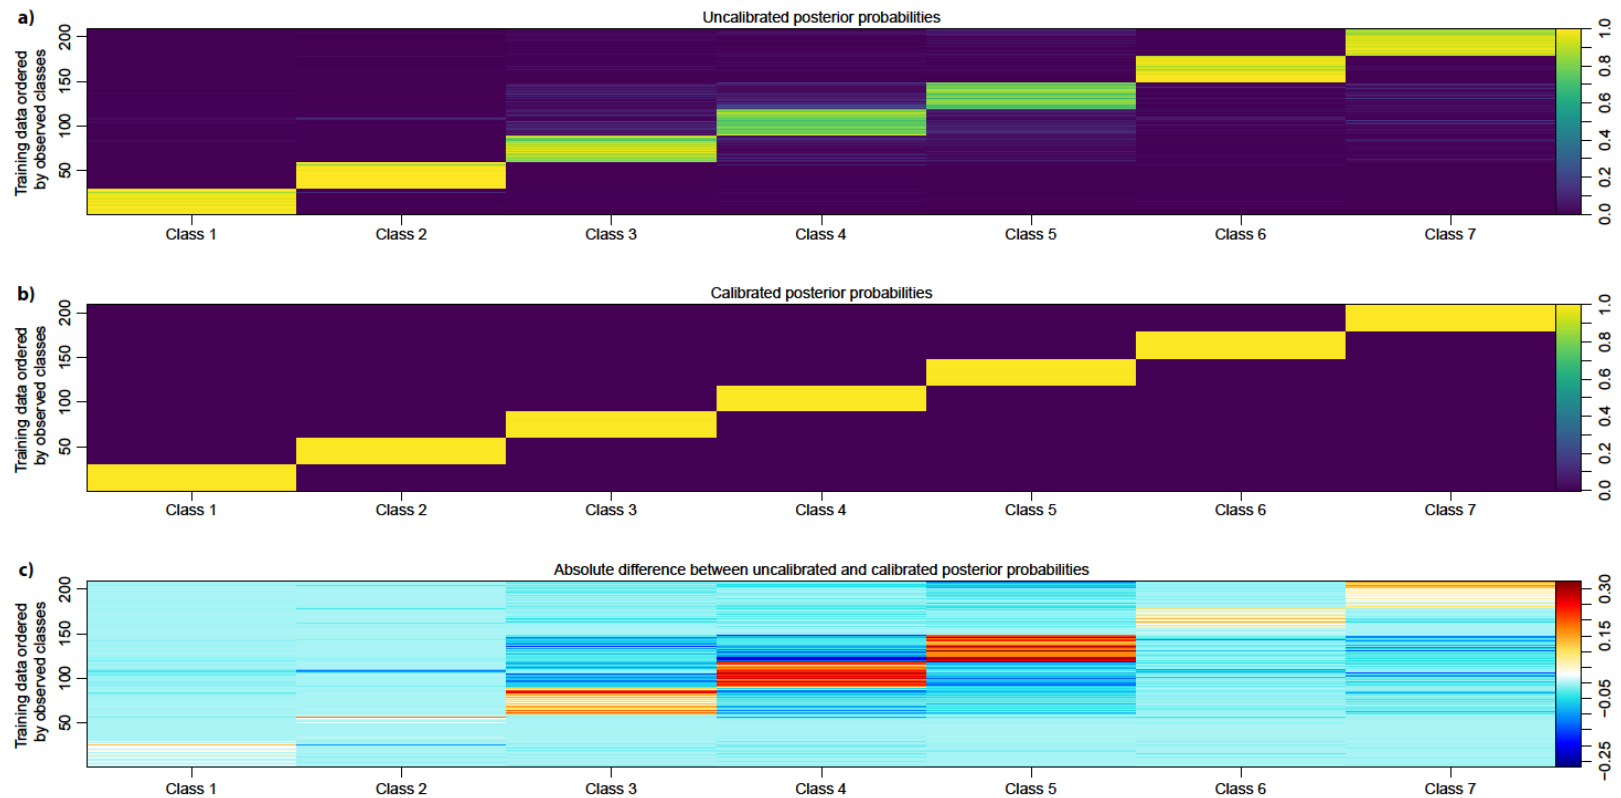 a)
Uncalibrated posterior probabilities
Training data ordered
by observed classes
200
150
100
50
1.0
0.8
0.6
0.4
0.2
0.0
Class 1 Class 2 Class 3 Class 4 Class 5 Class 6 Class 7
b)
Calibrated posterior probabilities
Training data ordered
by observed classes
200
150
100
50
1.0
0.8
0.6
0.4
0.2
0.0
Class 1 Class 2 Class 3 Class 4 Class 5 Class 6 Class 7
c)
Absolute difference between uncalibrated and calibrated posterior probabilities
Training data ordered
by observed classes
200
150
100
50
0.30
0.15
−0.05
−0.25
Class 1 Class 2 Class 3 Class 4 Class 5 Class 6 Class 7